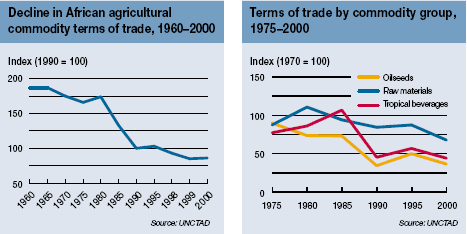 Decline in African agricultural
commodity terms of trade, 1960–2000
Index (1990 = 100)
200
150
100
50
1960 1965 1970 1975 1980 1985 1990 1995 1998 1999 2000
Source: UNCTAD
Terms of trade by commodity group,
1975–2000
Index (1970 = 100)
150
Oilseeds
Raw materials
Tropical beverages
100
50
0
1975 1980 1985 1990 1995 2000
Source: UNCTAD